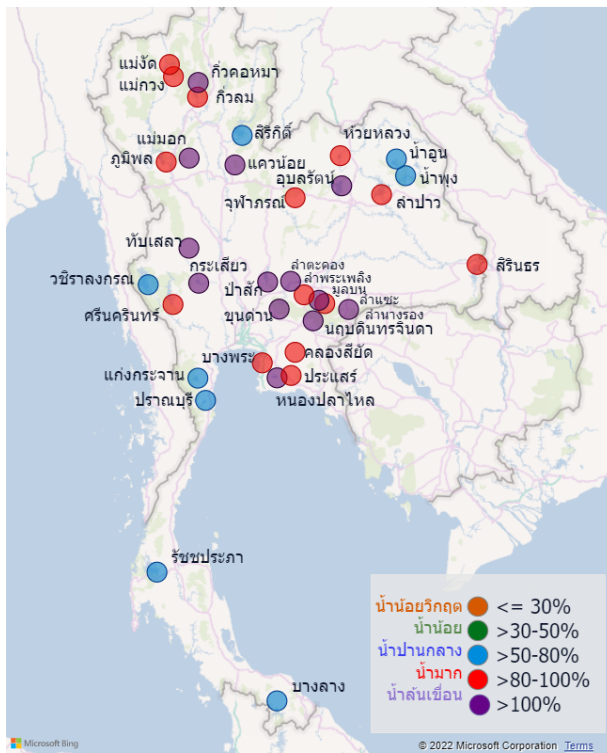 แม่งัด
กิ่วคอหมา
แม่กวง
กิ่วลม
แม่มอก
สิริกิติ์
ห้วยหลวง
ภูมิพล
แควน้อย
น้ำอูน
อุบลรัตน์
น้ำพุง
จุฬาภรณ์
ลำปาว
ทับเสลา
กระเสียว
ลำตะคอง
สิรินธร
วชิราลงกรณ
ป่าสัก
ลำพระเพลิง
มูลบน
ลำแชะ
ศรีนครินทร์
ขุนด่าน
ลำนางรอง
นฤบดินทรจินดา
บางพระ
คลองสียัด
แก่งกระจาน
ประแสร์
ปราณบุรี
หนองปลาไหล
รัชชประภา
บางลาง
น้ำน้อยวิกฤต <= 30%
น้ำน้อย >30-50%
น้ำปานกลาง >50-80%
น้ำมาก >80-100%
น้ำล้นเขื่อน >100%
Microsoft Bing
© 2022 Microsoft Corporation Terms